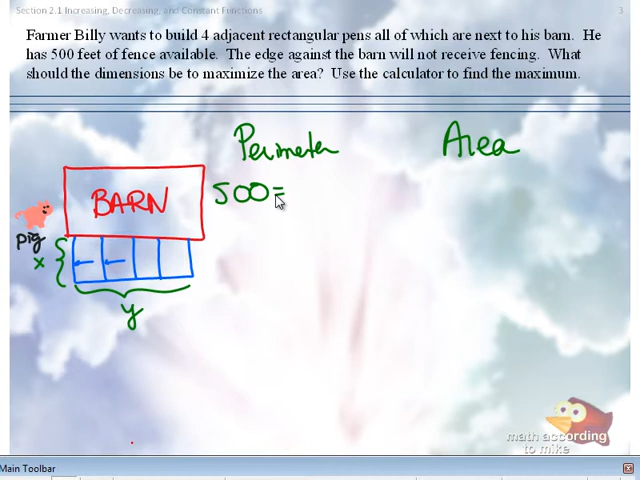 Section 2.1 Increasing, Decreasing, and Constant Functions
3
Farmer Billy wants to build 4 adjacent rectangular pens all of which are next to his barn. He
has 500 feet of fence available. The edge against the barn will not receive fencing. What
should the dimensions be to maximize the area? Use the calculator to find the maximum.
Perimeter
Area
BARN
500=
pig
x
y
math according
to mike
Main Toolbar